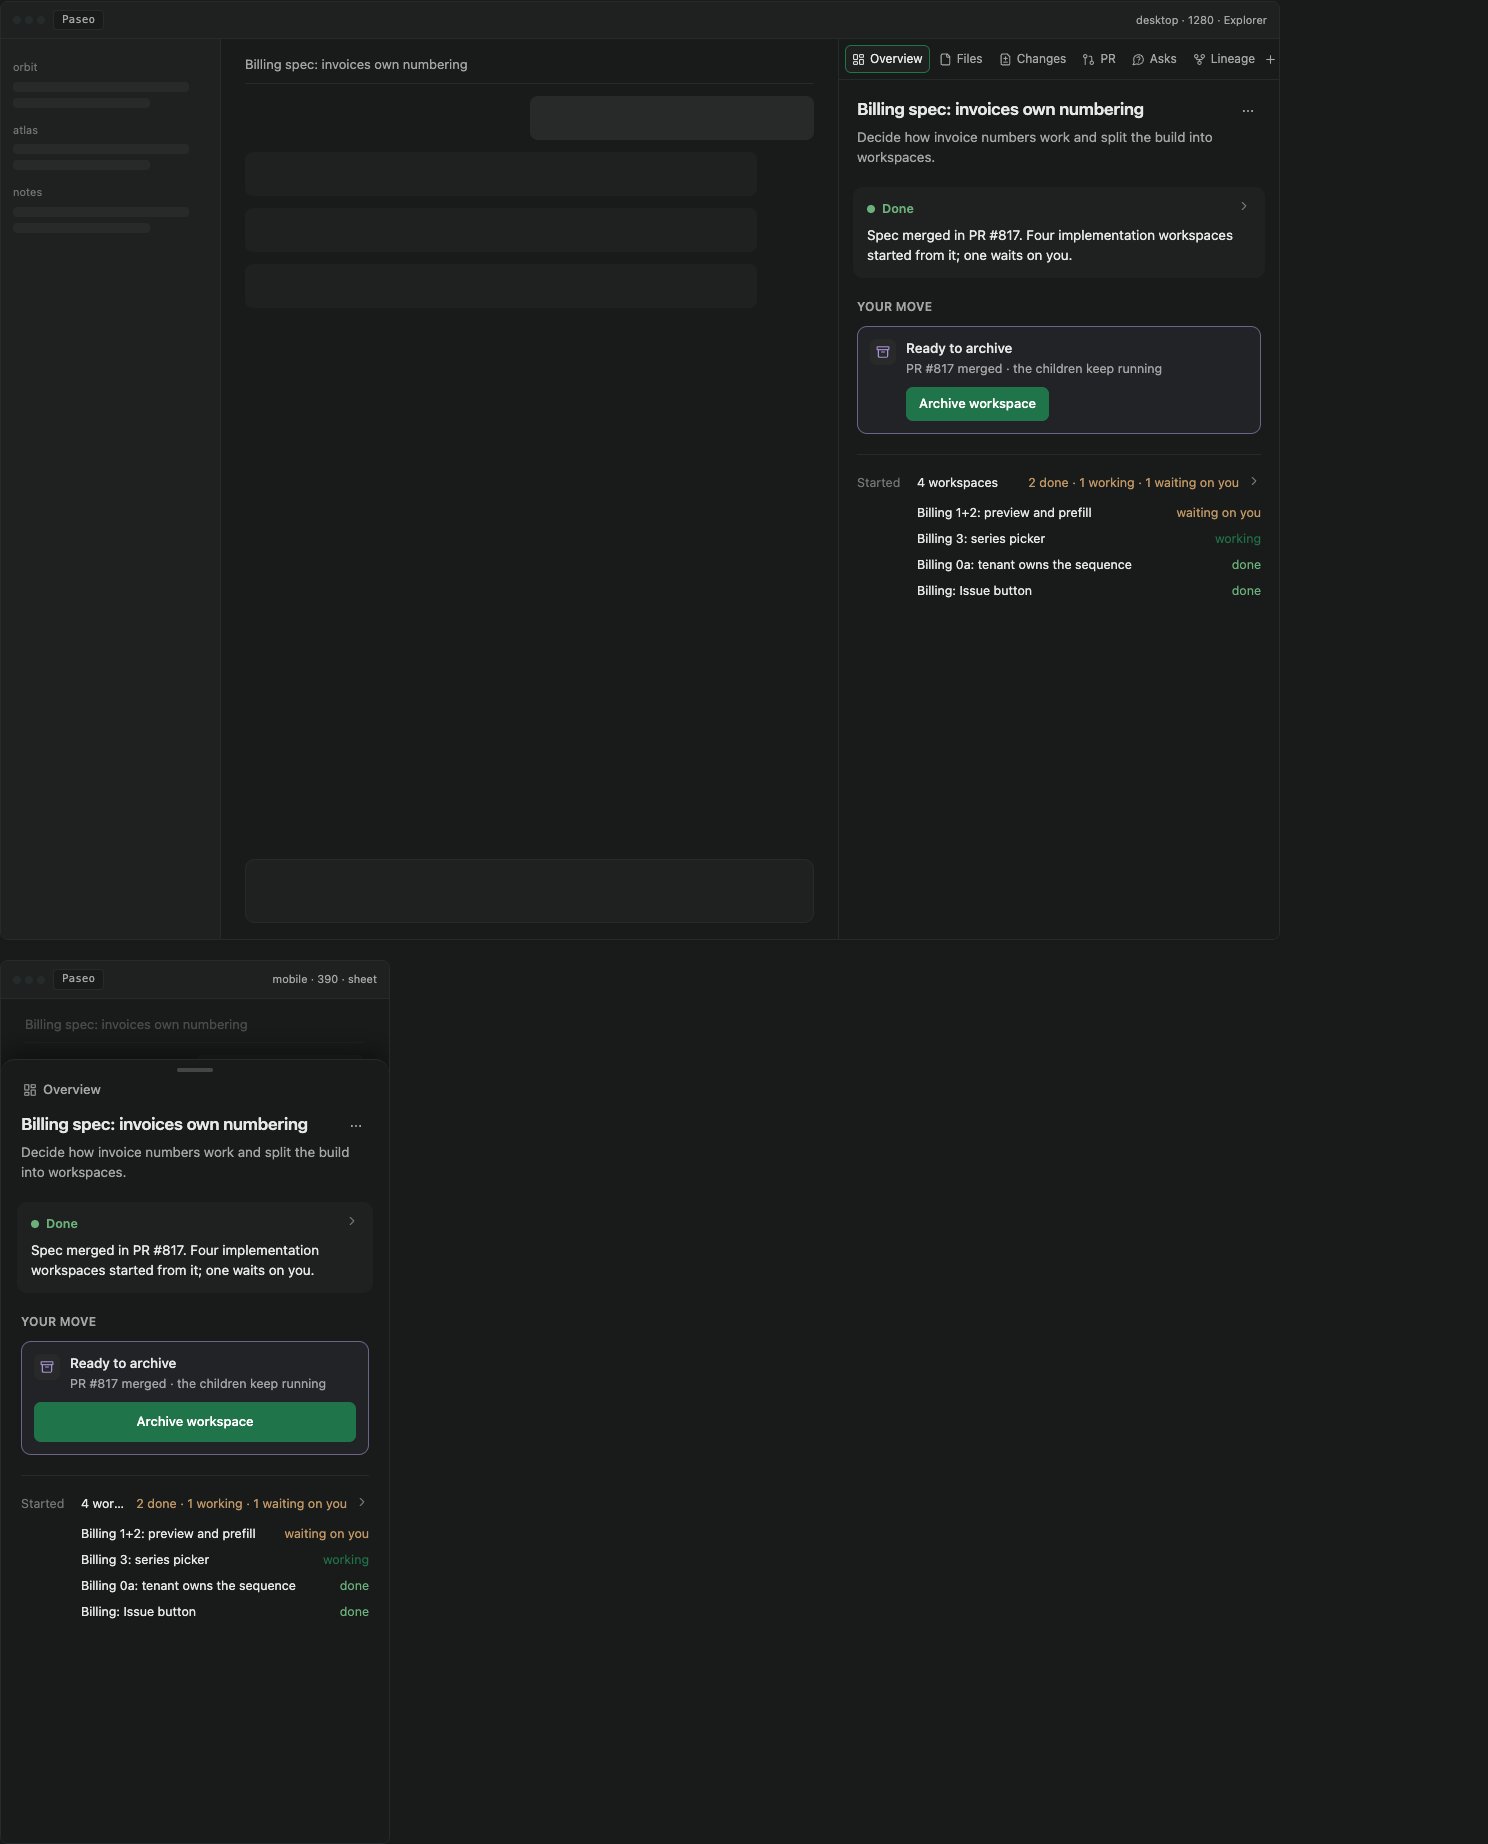 Paseo
desktop · 1280 · Explorer
orbit
atlas
notes
Billing spec: invoices own numbering
Overview Files Changes PR Asks Lineage +
Billing spec: invoices own numbering ...
Decide how invoice numbers work and split the build into
workspaces.
Done
Spec merged in PR #817. Four implementation workspaces
started from it; one waits on you.
YOUR MOVE
Ready to archive
PR #817 merged · the children keep running
Archive workspace
Started 4 workspaces 2 done · 1 working · 1 waiting on you
Billing 1+2: preview and prefill waiting on you
Billing 3: series picker working
Billing 0a: tenant owns the sequence done
Billing: Issue button done
Paseo
mobile · 390 · sheet
Billing spec: invoices own numbering
Overview
Billing spec: invoices own numbering ...
Decide how invoice numbers work and split the build
into workspaces.
Done
Spec merged in PR #817. Four implementation
workspaces started from it; one waits on you.
YOUR MOVE
Ready to archive
PR #817 merged · the children keep running
Archive workspace
Started 4 wor... 2 done · 1 working · 1 waiting on you
Billing 1+2: preview and prefill waiting on you
Billing 3: series picker working
Billing 0a: tenant owns the sequence done
Billing: Issue button done